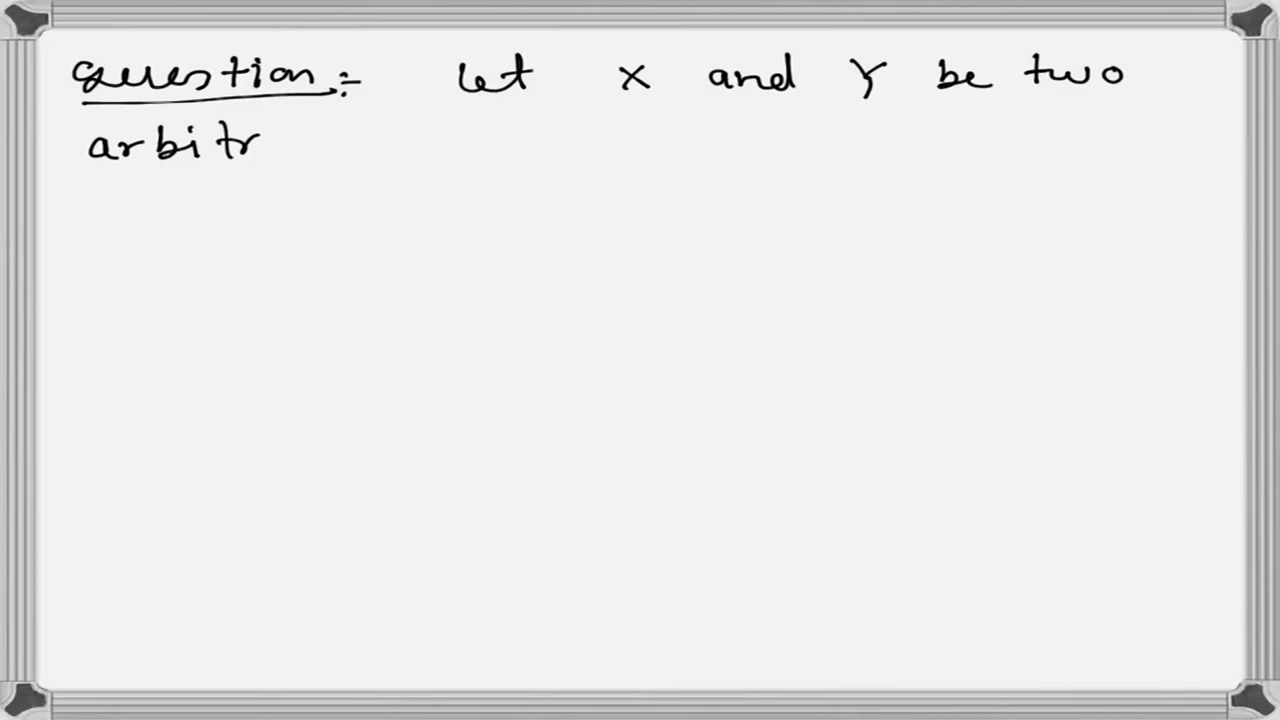 question :- let X and Y be two
arbitr